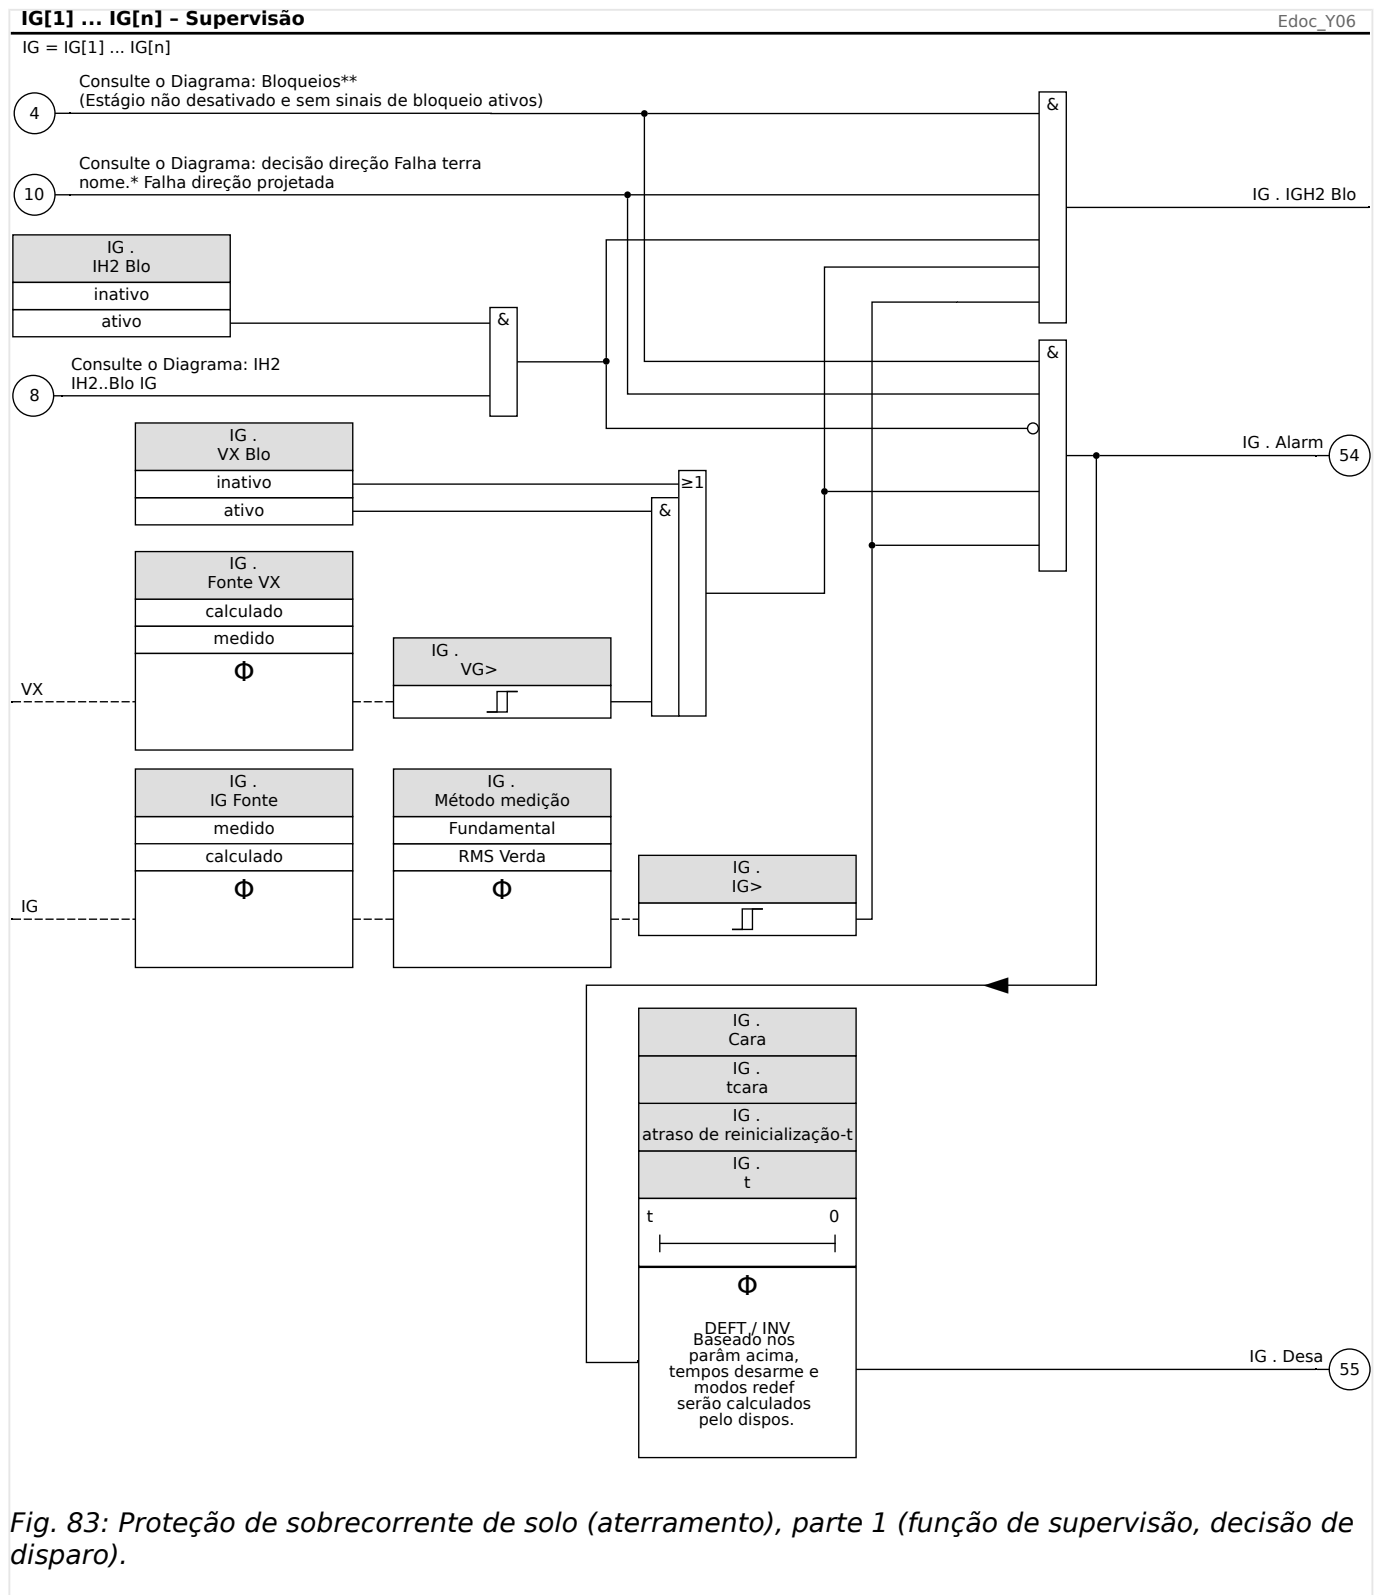 IG[1] ... IG[n] – Supervisão
Edoc_Y06
IG = IG[1] ... IG[n]
Consulte o Diagrama: Bloqueios**
(Estágio não desativado e sem sinais de bloqueio ativos)
4
&
Consulte o Diagrama: decisão direção Falha terra
nome.* Falha direção projetada
10
IG . IGH2 Blo
IG .
IH2 Blo
inativo
ativo
&
&
Consulte o Diagrama: IH2
IH2..Blo IG
8
IG .
VX Blo
inativo
ativo
≥1
&
IG . Alarm
54
IG .
Fonte VX
calculado
medido
Φ
VX
IG .
VG>
IG .
IG Fonte
medido
calculado
Φ
IG .
Método medição
Fundamental
RMS Verda
Φ
IG
IG .
IG>
IG .
Cara
IG .
tcara
IG .
atraso de reinicialização-t
IG .
t
t 0
Φ
DEFT / INV
Baseado nos
parâm acima,
tempos desarme e
modos redef
serão calculados
pelo dispos.
IG . Desa
55
Fig. 83: Proteção de sobrecorrente de solo (aterramento), parte 1 (função de supervisão, decisão de
disparo).